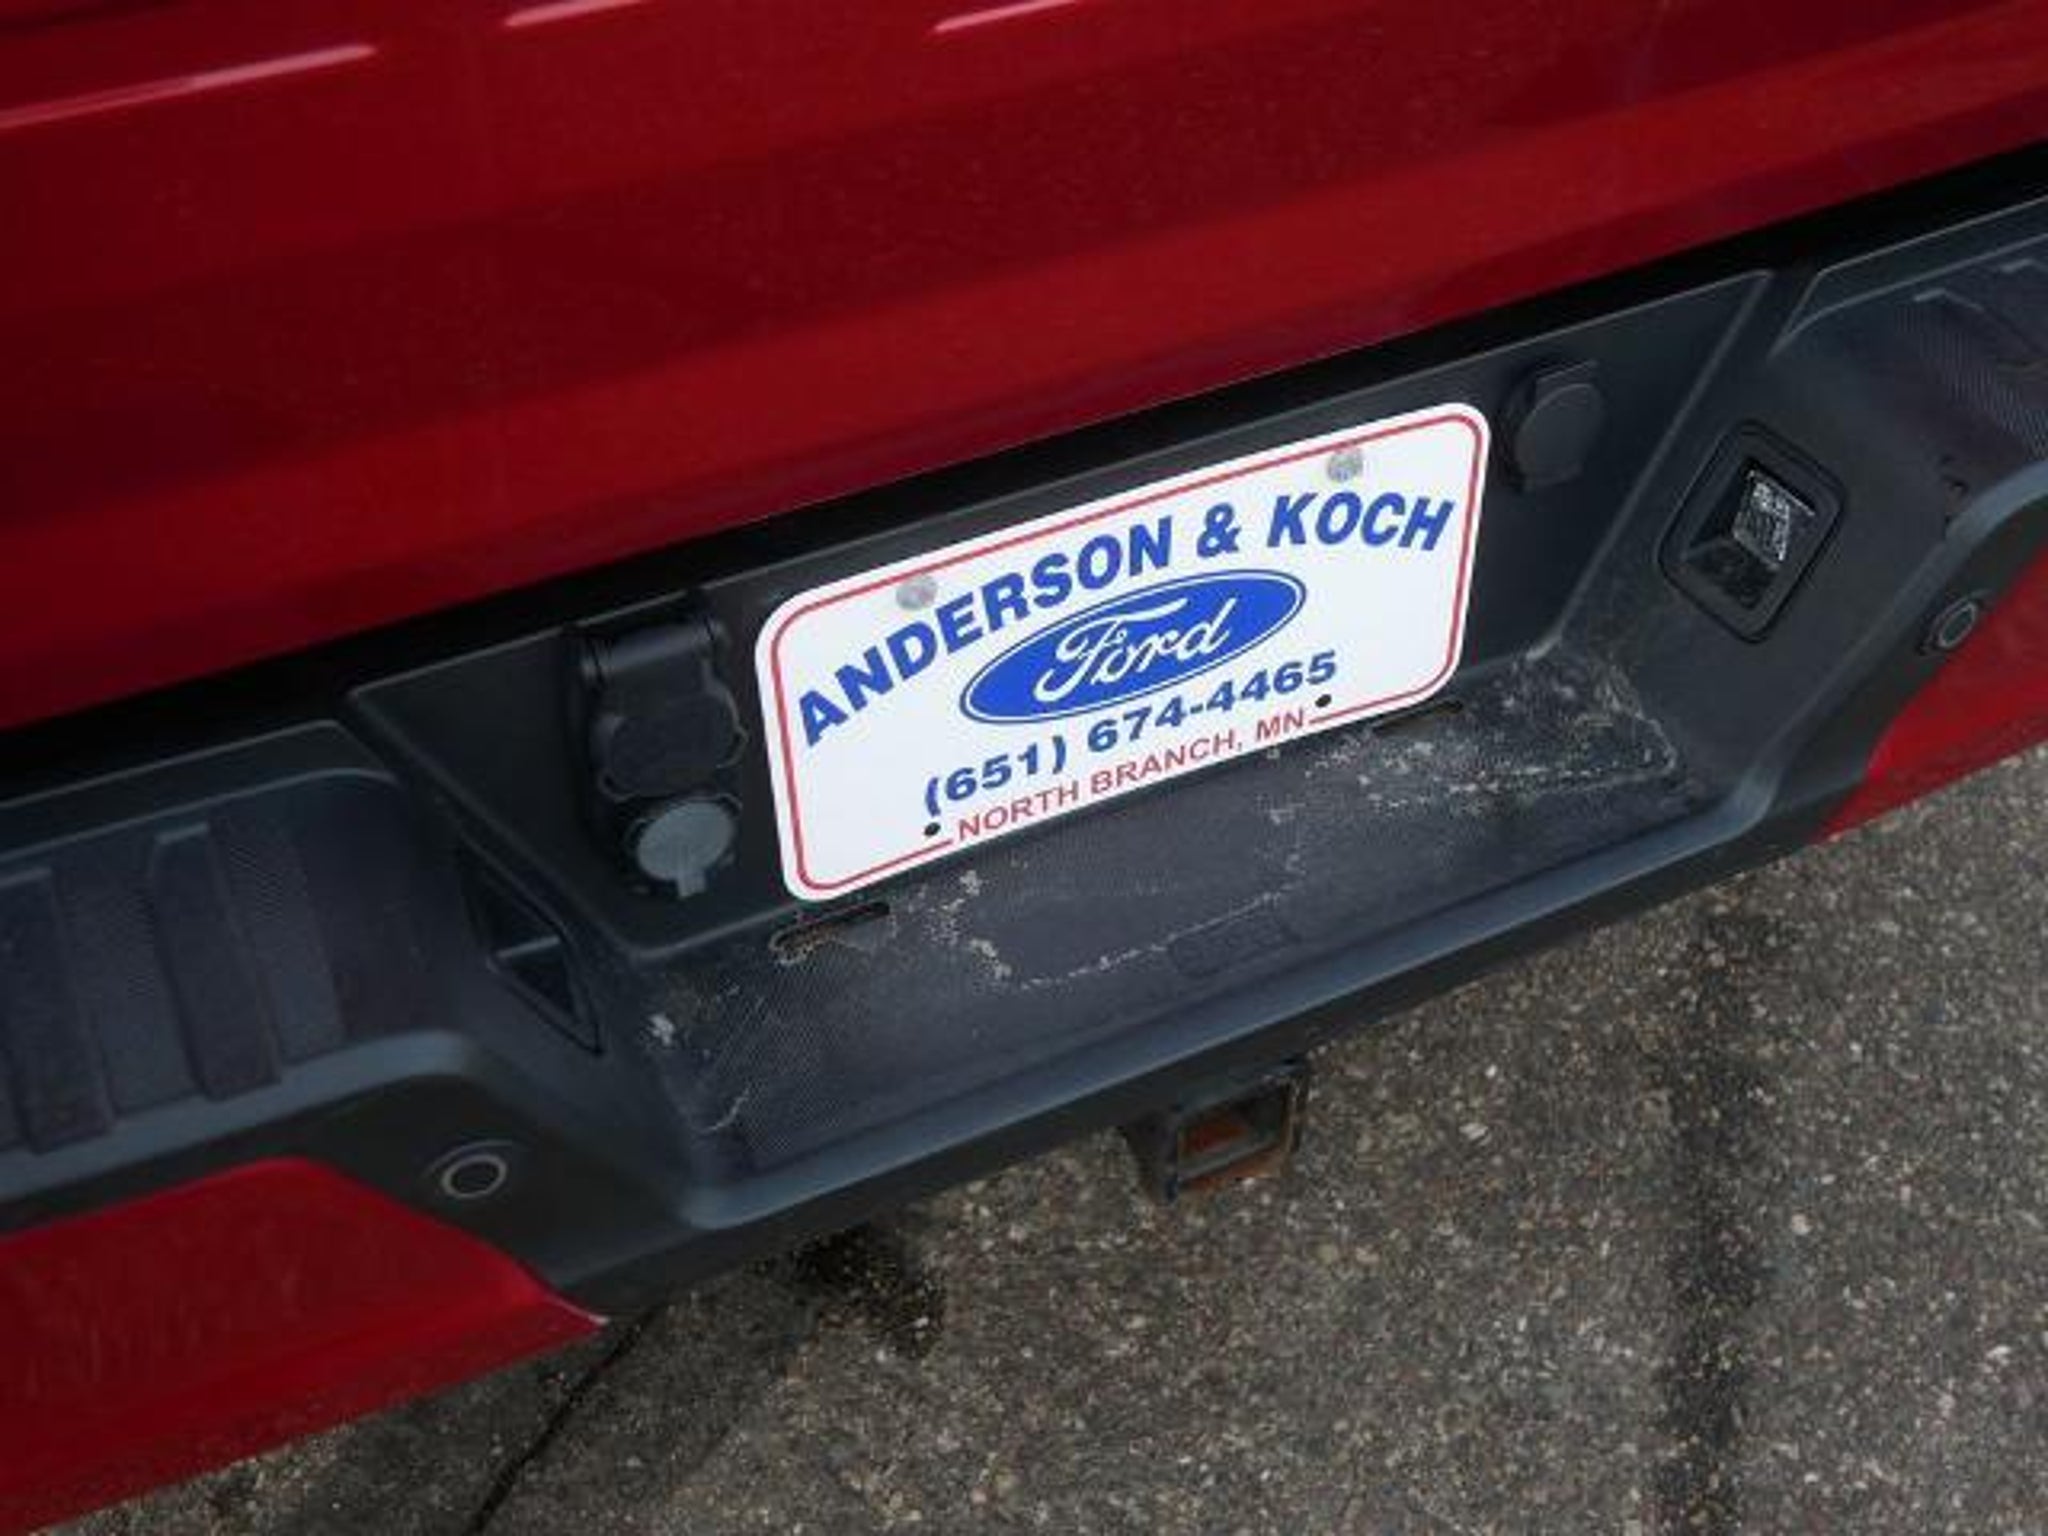 ANDERSON & KOCH
Ford
(651) 674-4465
NORTH BRANCH, MN